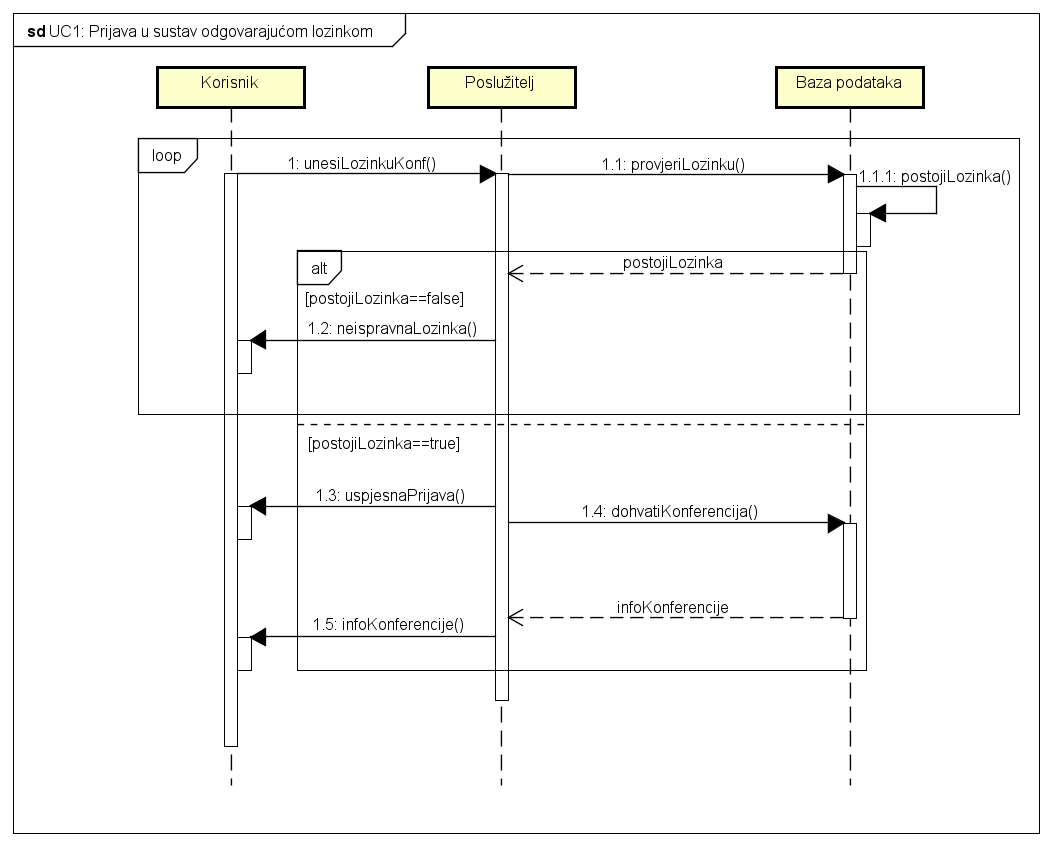 sd UC1: Prijava u sustav odgovarajućom lozinkom
Korisnik
Poslužitelj
Baza podataka
loop
1: unesiLozinkuKonf()
1.1: provjeriLozinku()
1.1.1: postojiLozinka()
alt
postojiLozinka
[postojiLozinka==false]
1.2: neispravnaLozinka()
[postojiLozinka==true]
1.3: uspjesnaPrijava()
1.4: dohvatiKonferencija()
infoKonferencije
1.5: infoKonferencije()